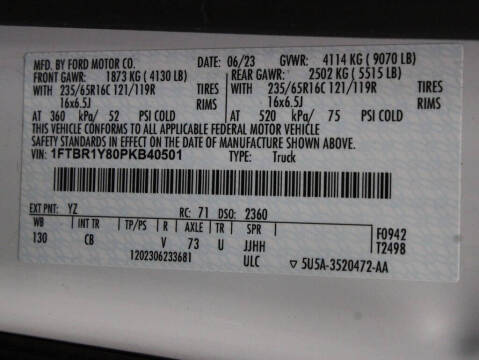 MFD. BY FORD MOTOR CO. DATE: 06/23 GVWR: 4114 KG ( 9070 LB)
FRONT GAWR: 1873 KG ( 4130 LB) REAR GAWR: 2502 KG ( 5515 LB)
WITH 235/65R16C 121/119R TIRES WITH 235/65R16C 121/119R TIRES
16x6.5J RIMS 16x6.5J RIMS
AT 360 kPa/ 52 PSI COLD AT 520 kPa/ 75 PSI COLD
THIS VEHICLE CONFORMS TO ALL APPLICABLE FEDERAL MOTOR VEHICLE
SAFETY STANDARDS IN EFFECT ON THE DATE OF MANUFACTURE SHOWN ABOVE.
VIN: 1FTBR1Y80PKB40501 TYPE: Truck
EXT PNT: YZ RC: 71 DSO: 2360
WB INT TR TP/PS R AXLE TR SPR F0942
130 CB V 73 U JJHH T2498
1202306233681 ULC ▽ 5U5A-3520472-AA